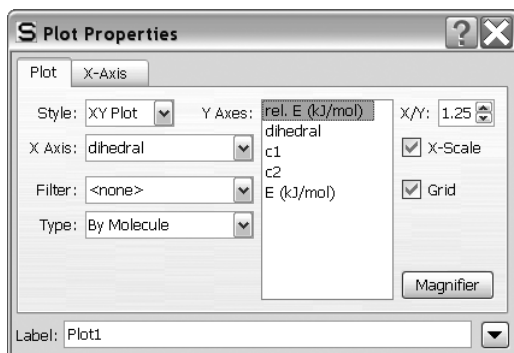 S Plot Properties ?
Plot X-Axis
Style: XY Plot Y Axes: rel. E (kJ/mol) X/Y: 1.25
dihedral
X Axis: dihedral c1 X-Scale
c2
Filter: <none> E (kJ/mol) Grid
Type: By Molecule
Magnifier
Label: Plot1